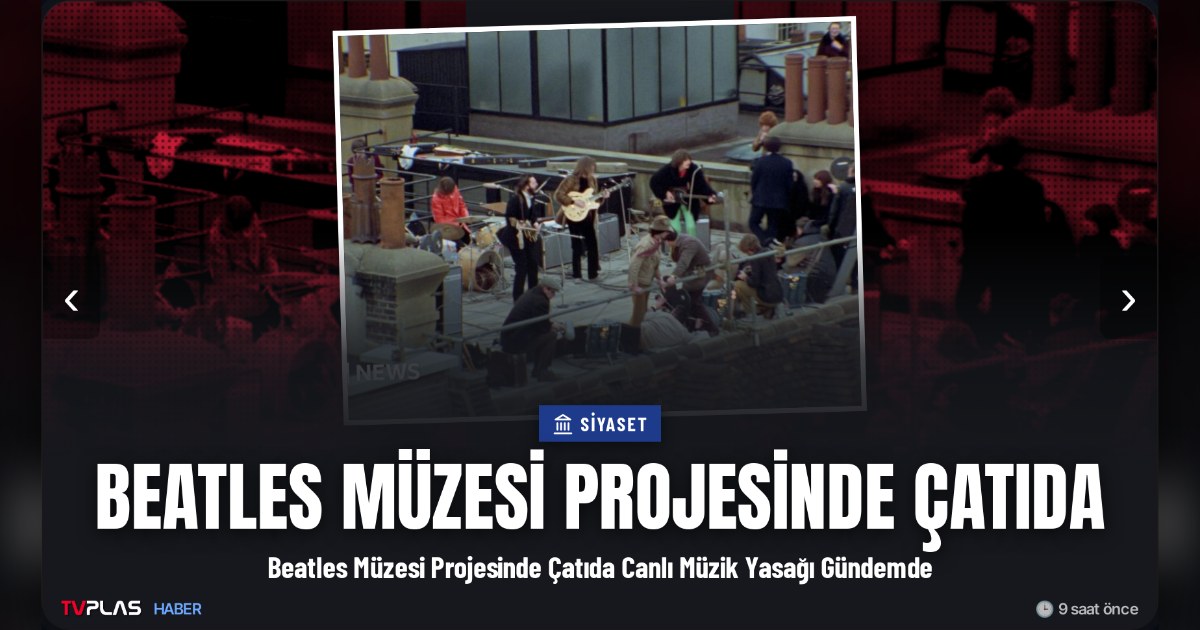 NEWS
SİYASET
BEATLES MÜZESİ PROJESİNDE ÇATIDA
Beatles Müzesi Projesinde Çatıda Canlı Müzik Yasağı Gündemde
TVPLAS HABER
9 saat önce